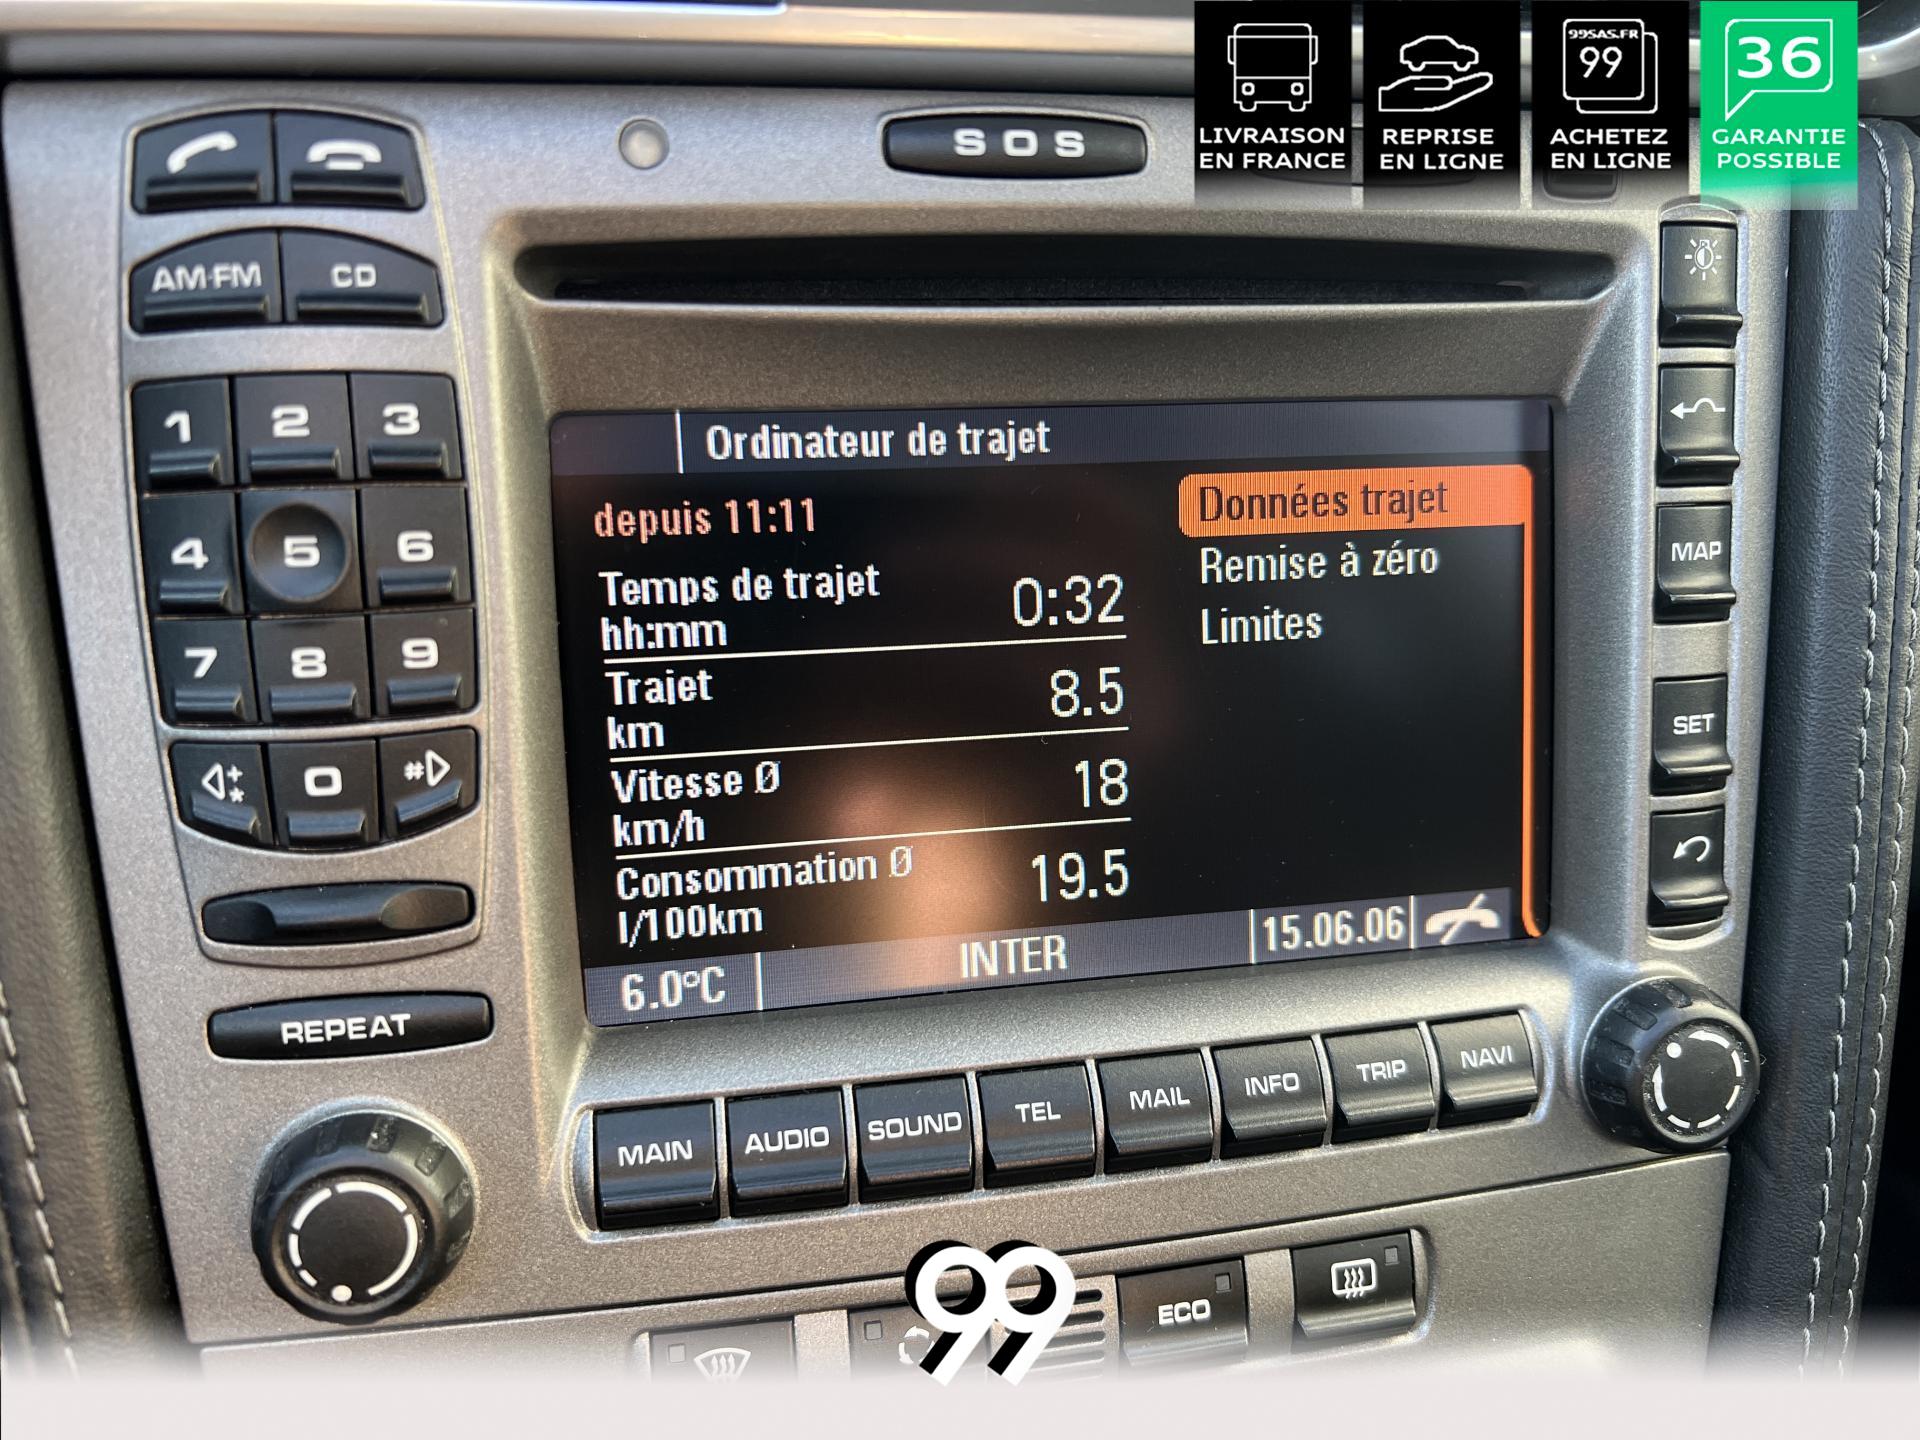 99SAS.FR
99
36
LIVRAISON
EN FRANCE
REPRISE
EN LIGNE
ACHETEZ
EN LIGNE
GARANTIE
POSSIBLE
SOS
AM·FM
CD
1
2
3
4
5
6
7
8
9
+
*
0
#
REPEAT
Ordinateur de trajet
depuis 11:11
Temps de trajet
hh:mm
0:32
Trajet
km
8.5
Vitesse Ø
km/h
18
Consommation Ø
l/100km
19.5
Données trajet
Remise à zéro
Limites
6.0°C
INTER
15.06.06
MAP
SET
MAIN
AUDIO
SOUND
TEL
MAIL
INFO
TRIP
NAVI
99
ECO